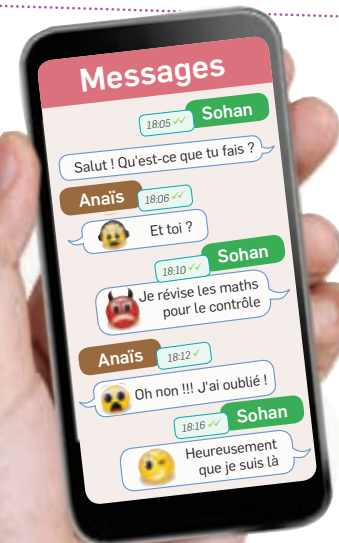 Messages
Sohan
18:05
Salut ! Qu'est-ce que tu fais ?
Anaïs
18:06
Et toi ?
Sohan
18:10
Je révise les maths
pour le contrôle
Anaïs
18:12
Oh non !!! J'ai oublié !
Sohan
18:16
Heureusement
que je suis là